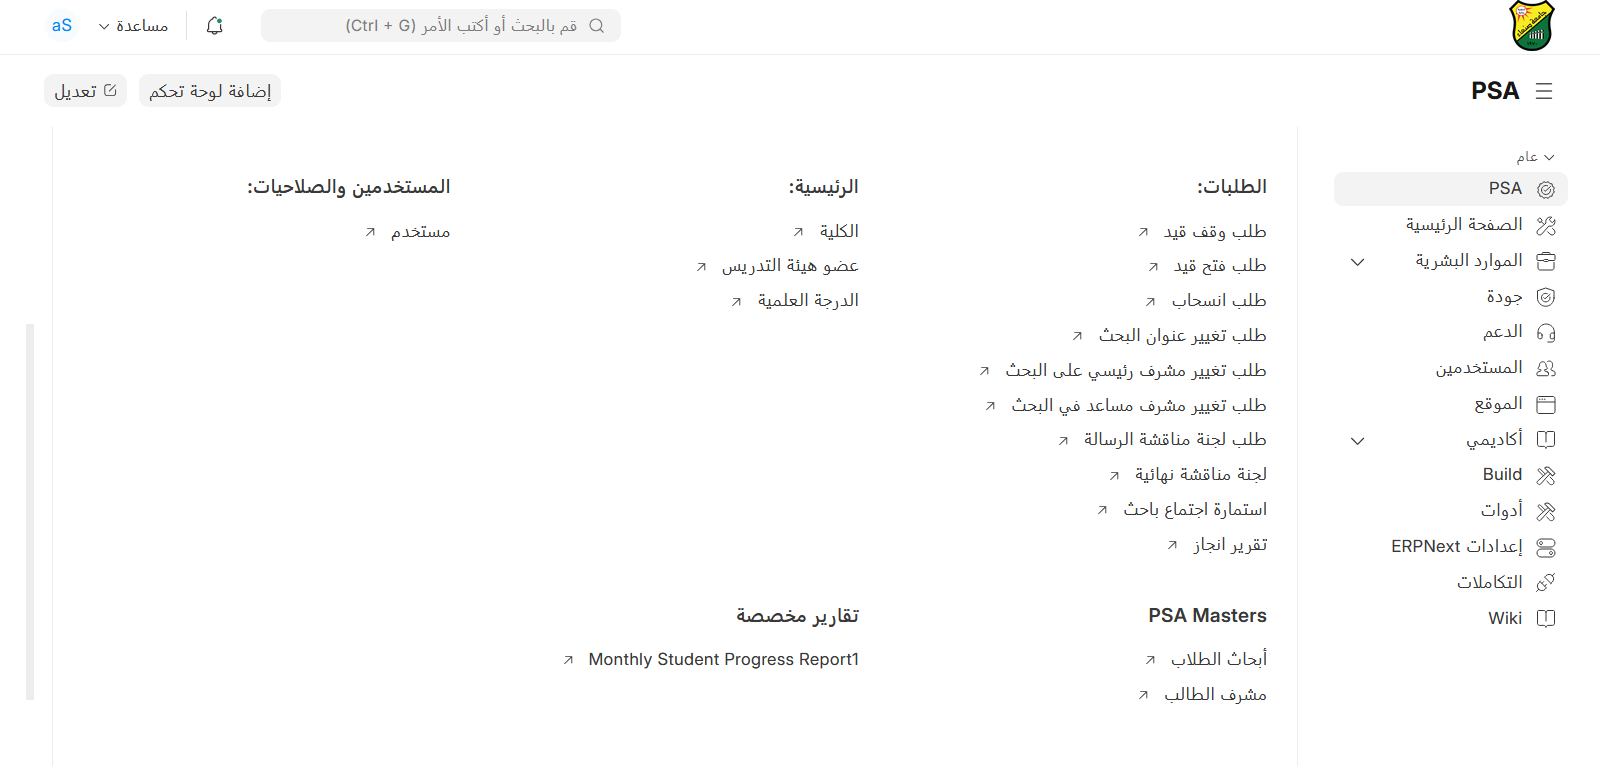 قم بالبحث أو أكتب الأمر (Ctrl + G)
مساعدة
aS
PSA
إضافة لوحة تحكم
تعديل
عام
PSA
الصفحة الرئيسية
الموارد البشرية
جودة
الدعم
المستخدمين
الموقع
أكاديمي
Build
أدوات
إعدادات ERPNext
التكاملات
Wiki
الطلبات:
طلب وقف قيد
طلب فتح قيد
طلب انسحاب
طلب تغيير عنوان البحث
طلب تغيير مشرف رئيسي على البحث
طلب تغيير مشرف مساعد في البحث
طلب لجنة مناقشة الرسالة
لجنة مناقشة نهائية
استمارة اجتماع باحث
تقرير انجاز
الرئيسية:
الكلية
عضو هيئة التدريس
الدرجة العلمية
المستخدمين والصلاحيات:
مستخدم
PSA Masters
أبحاث الطلاب
مشرف الطالب
تقارير مخصصة
Monthly Student Progress Report1